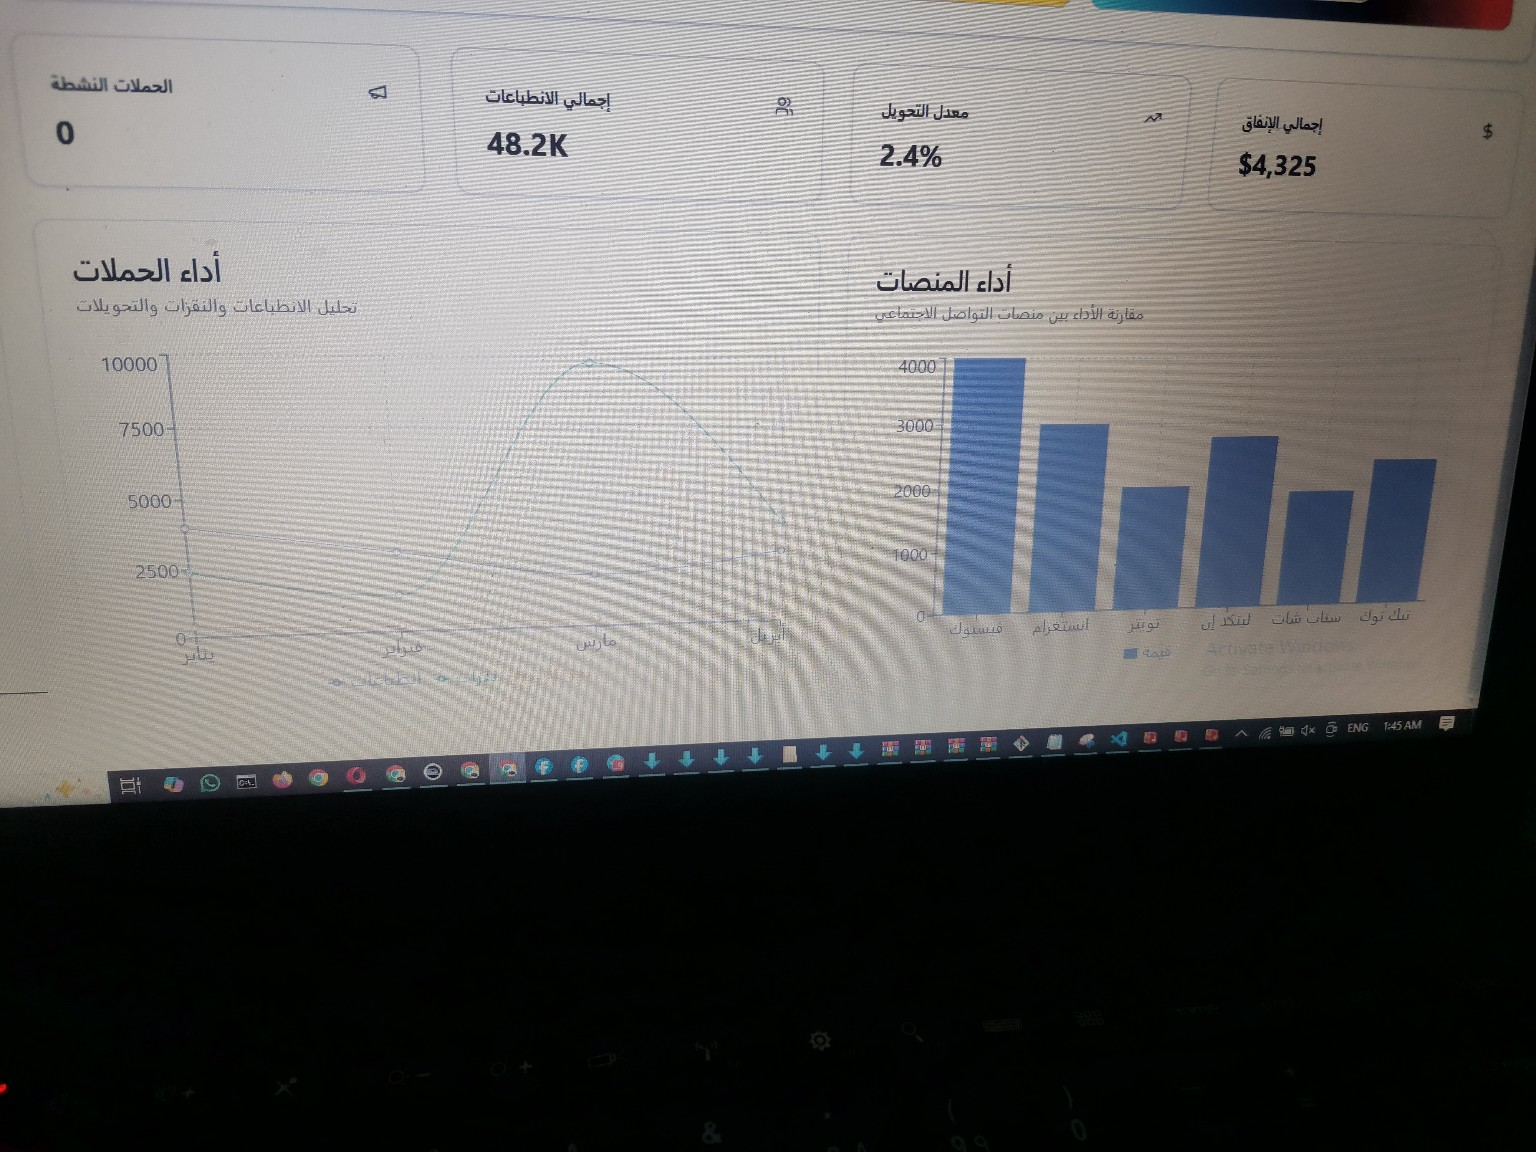 الحملات النشطة
0
إجمالي الانطباعات
48.2K
معدل التحويل
2.4%
إجمالي الإنفاق
$
$4,325
أداء الحملات
تحليل الانطباعات والنقرات والتحويلات
10000
7500
5000
2500
0
يناير
فبراير
مارس
أبريل
انطباعات
نقرات
أداء المنصات
مقارنة الأداء بين منصات التواصل الاجتماعي
4000
3000
2000
1000
0
فيسبوك
انستغرام
تويتر
لينكد إن
سناب شات
تيك توك
قيمة
Activate Windows
ENG
1:45 AM